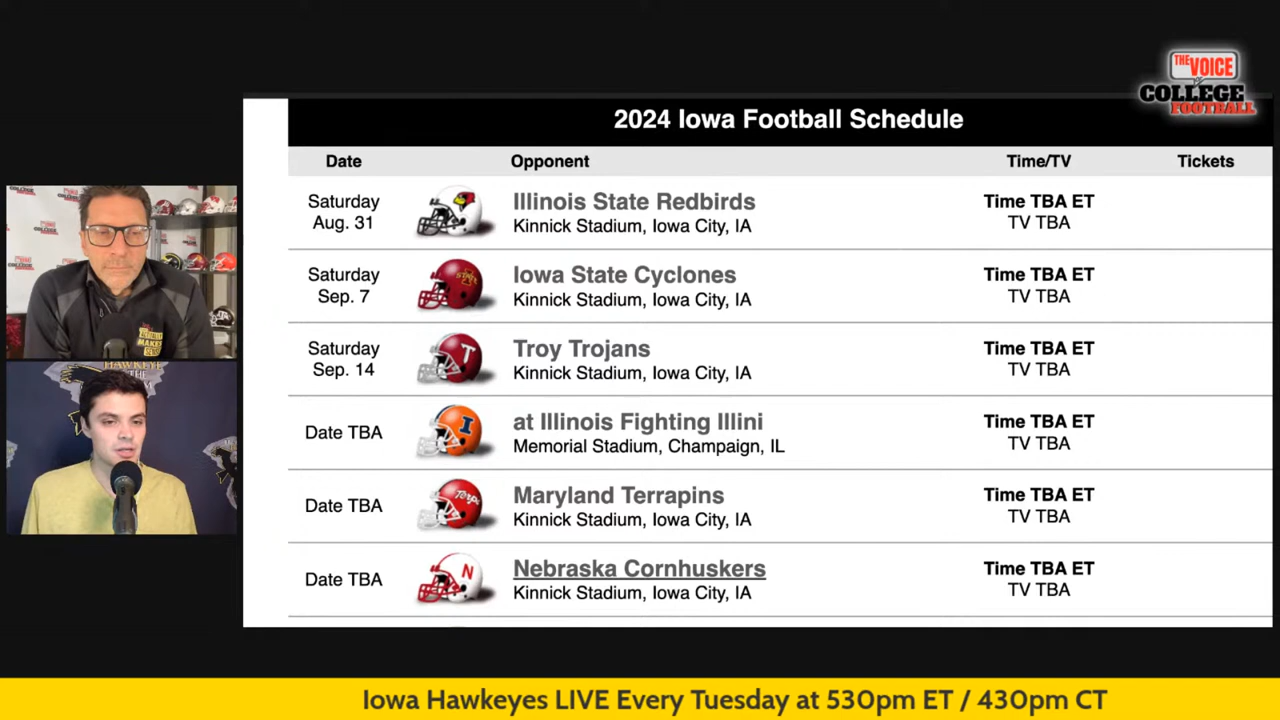 THE VOICE
OF
COLLEGE
FOOTBALL
2024 Iowa Football Schedule
Date Opponent Time/TV Tickets
Saturday
Aug. 31
Illinois State Redbirds
Kinnick Stadium, Iowa City, IA
Time TBA ET
TV TBA
Saturday
Sep. 7
Iowa State Cyclones
Kinnick Stadium, Iowa City, IA
Time TBA ET
TV TBA
Saturday
Sep. 14
T
Troy Trojans
Kinnick Stadium, Iowa City, IA
Time TBA ET
TV TBA
Date TBA
I
at Illinois Fighting Illini
Memorial Stadium, Champaign, IL
Time TBA ET
TV TBA
Date TBA
Terps
Maryland Terrapins
Kinnick Stadium, Iowa City, IA
Time TBA ET
TV TBA
Date TBA
N
Nebraska Cornhuskers
Kinnick Stadium, Iowa City, IA
Time TBA ET
TV TBA
HAWKEYE
Iowa Hawkeyes LIVE Every Tuesday at 530pm ET / 430pm CT